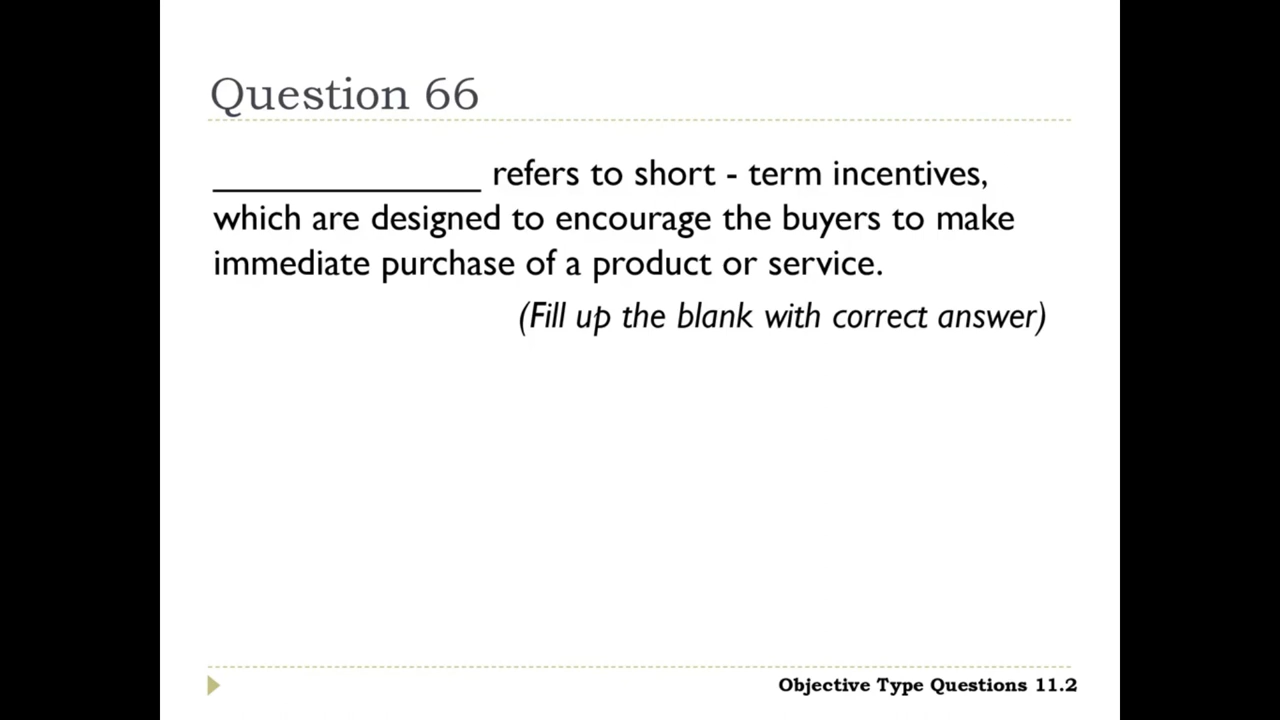 Question 66
______________ refers to short - term incentives,
which are designed to encourage the buyers to make
immediate purchase of a product or service.
(Fill up the blank with correct answer)
Objective Type Questions 11.2